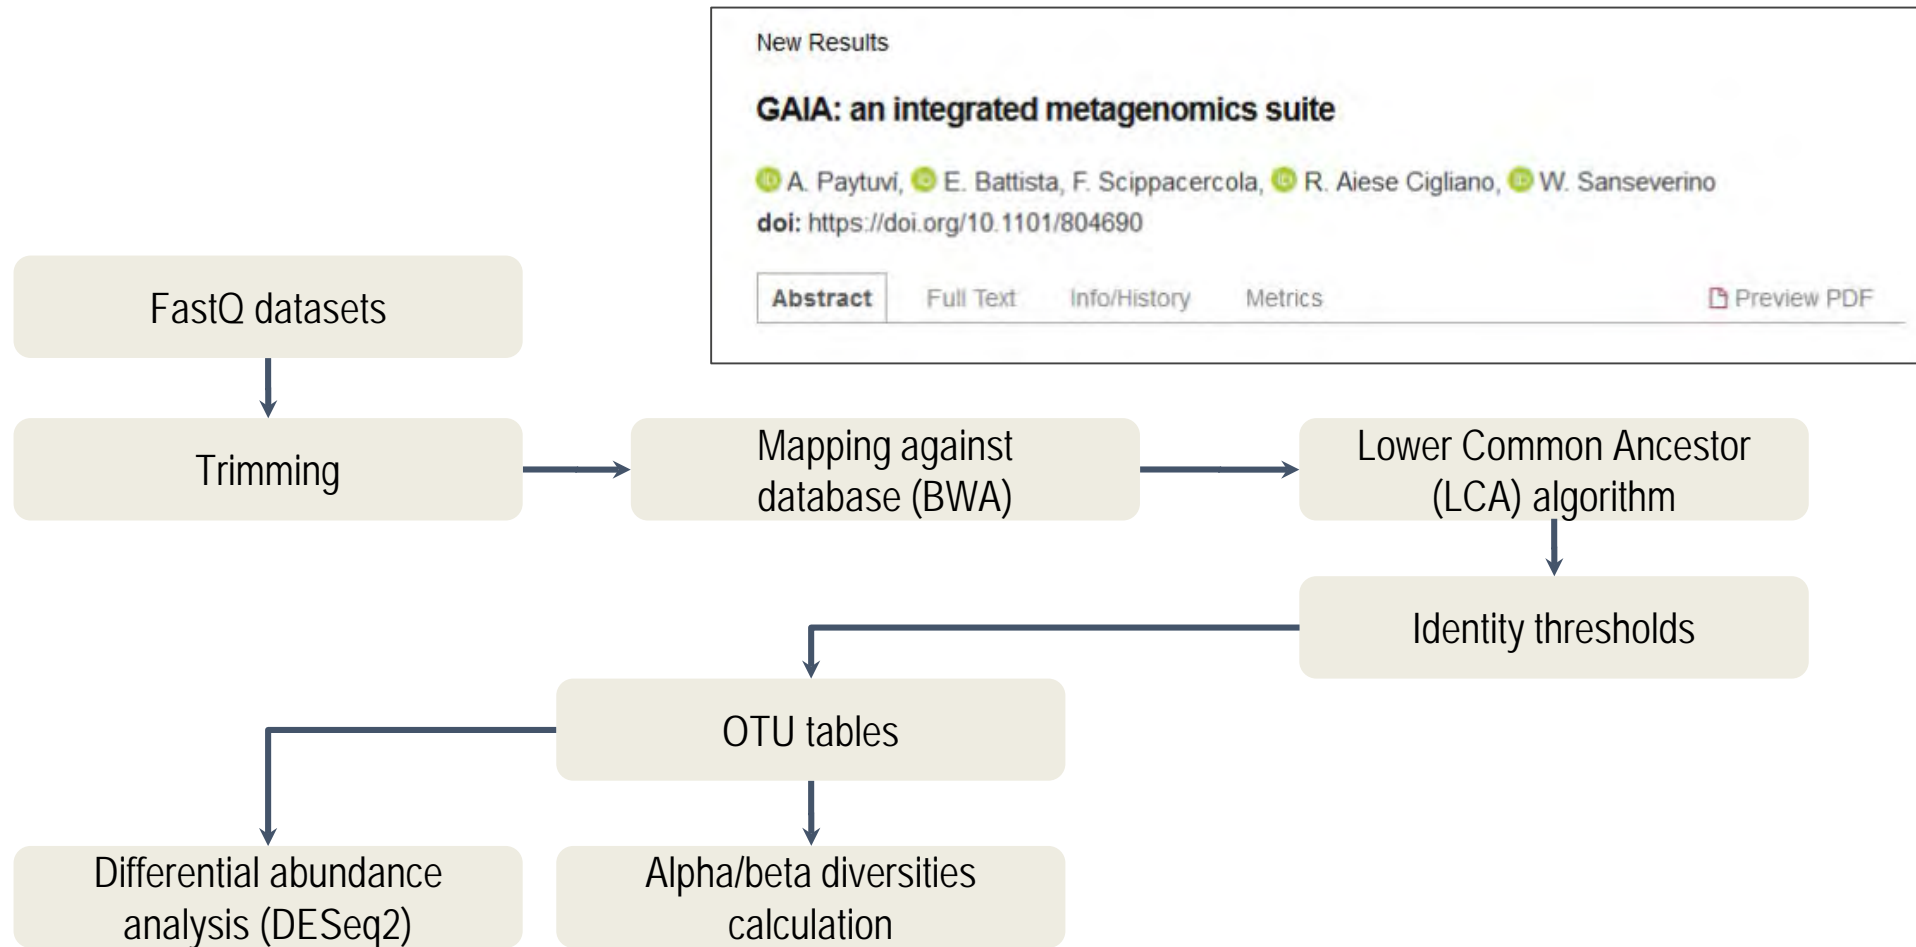 New Results
GAIA: an integrated metagenomics suite
A. Paytuví, E. Battista, F. Scippacercola, R. Aiese Cigliano, W. Sanseverino
doi: https://doi.org/10.1101/804690
Abstract Full Text Info/History Metrics Preview PDF
FastQ datasets
Trimming
Mapping against
database (BWA)
Lower Common Ancestor
(LCA) algorithm
Identity thresholds
OTU tables
Differential abundance
analysis (DESeq2)
Alpha/beta diversities
calculation